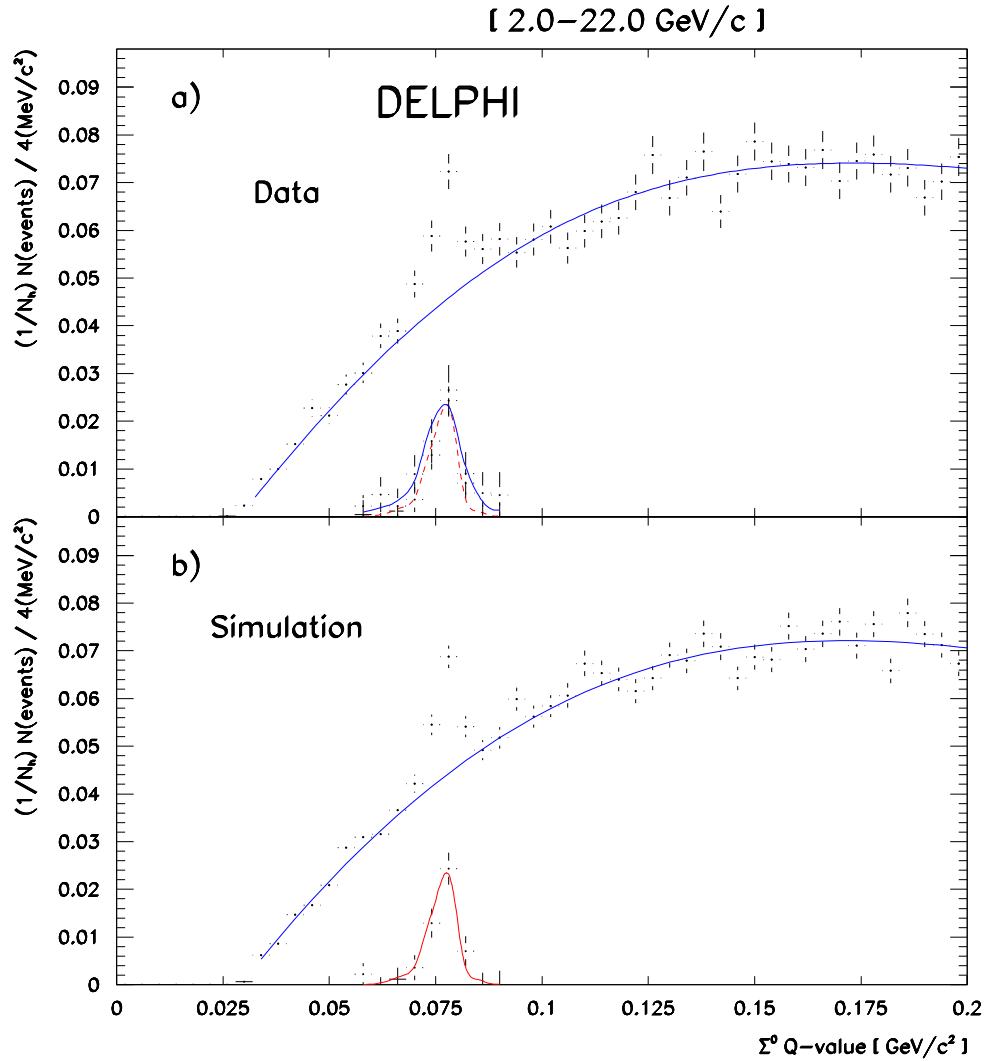 [ 2.0−22.0 GeV/c ]
a)
DELPHI
Data
(1/Nₕ) N(events) / 4(MeV/c²)
0.09
0.08
0.07
0.06
0.05
0.04
0.03
0.02
0.01
0
b)
Simulation
(1/Nₕ) N(events) / 4(MeV/c²)
0.09
0.08
0.07
0.06
0.05
0.04
0.03
0.02
0.01
0
0 0.025 0.05 0.075 0.1 0.125 0.15 0.175 0.2
Σ⁰ Q−value [ GeV/c² ]